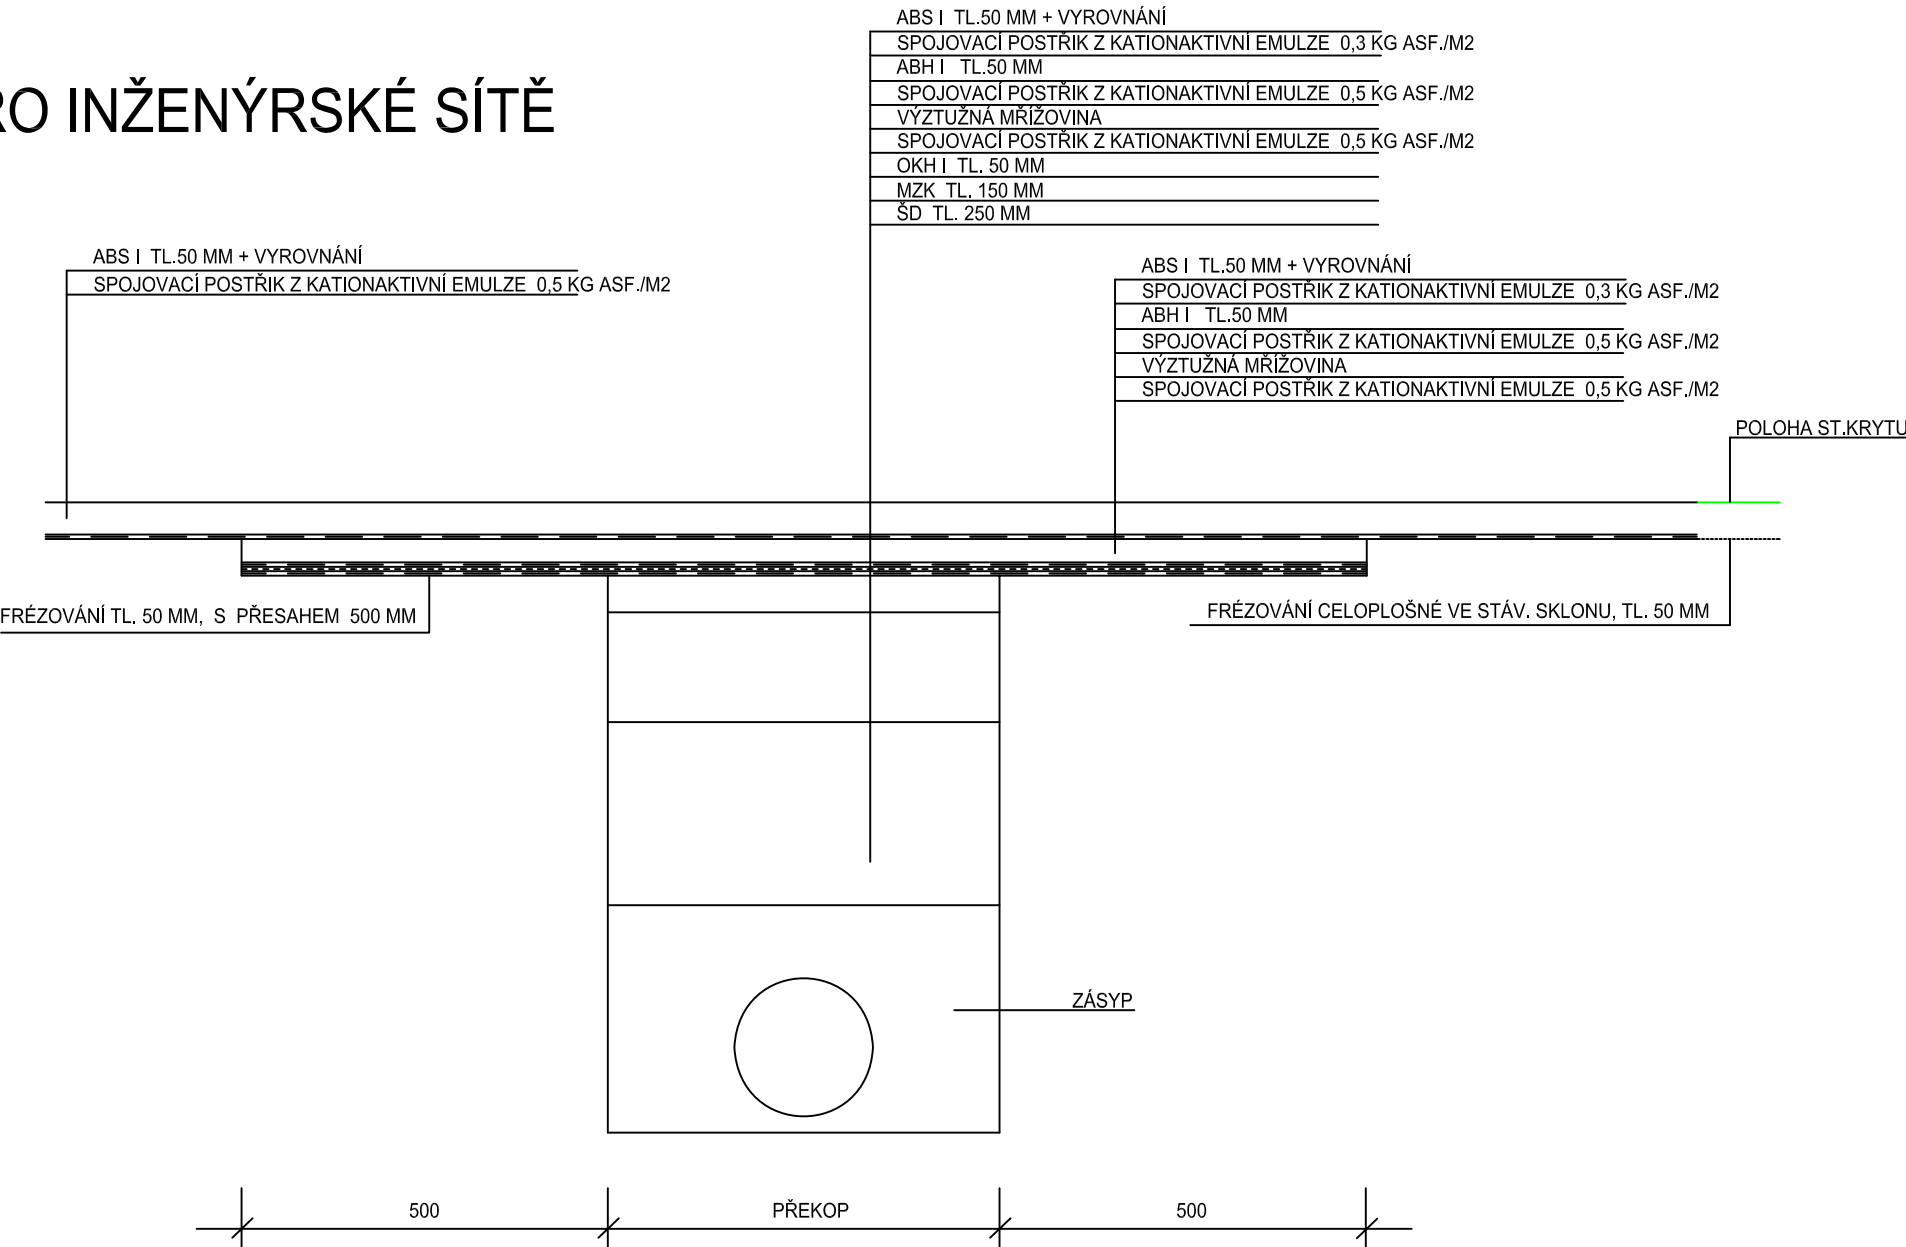 RO INŽENÝRSKÉ SÍTĚ
ABS I TL.50 MM + VYROVNÁNÍ
SPOJOVACÍ POSTŘIK Z KATIONAKTIVNÍ EMULZE 0,3 KG ASF./M2
ABH I TL.50 MM
SPOJOVACÍ POSTŘIK Z KATIONAKTIVNÍ EMULZE 0,5 KG ASF./M2
VÝZTUŽNÁ MŘÍŽOVINA
SPOJOVACÍ POSTŘIK Z KATIONAKTIVNÍ EMULZE 0,5 KG ASF./M2
OKH I TL. 50 MM
MZK TL. 150 MM
ŠD TL. 250 MM
ABS I TL.50 MM + VYROVNÁNÍ
SPOJOVACÍ POSTŘIK Z KATIONAKTIVNÍ EMULZE 0,5 KG ASF./M2
ABS I TL.50 MM + VYROVNÁNÍ
SPOJOVACÍ POSTŘIK Z KATIONAKTIVNÍ EMULZE 0,3 KG ASF./M2
ABH I TL.50 MM
SPOJOVACÍ POSTŘIK Z KATIONAKTIVNÍ EMULZE 0,5 KG ASF./M2
VÝZTUŽNÁ MŘÍŽOVINA
SPOJOVACÍ POSTŘIK Z KATIONAKTIVNÍ EMULZE 0,5 KG ASF./M2
POLOHA ST.KRYTU
FRÉZOVÁNÍ TL. 50 MM, S PŘESAHEM 500 MM
FRÉZOVÁNÍ CELOPLOŠNÉ VE STÁV. SKLONU, TL. 50 MM
ZÁSYP
500
PŘEKOP
500